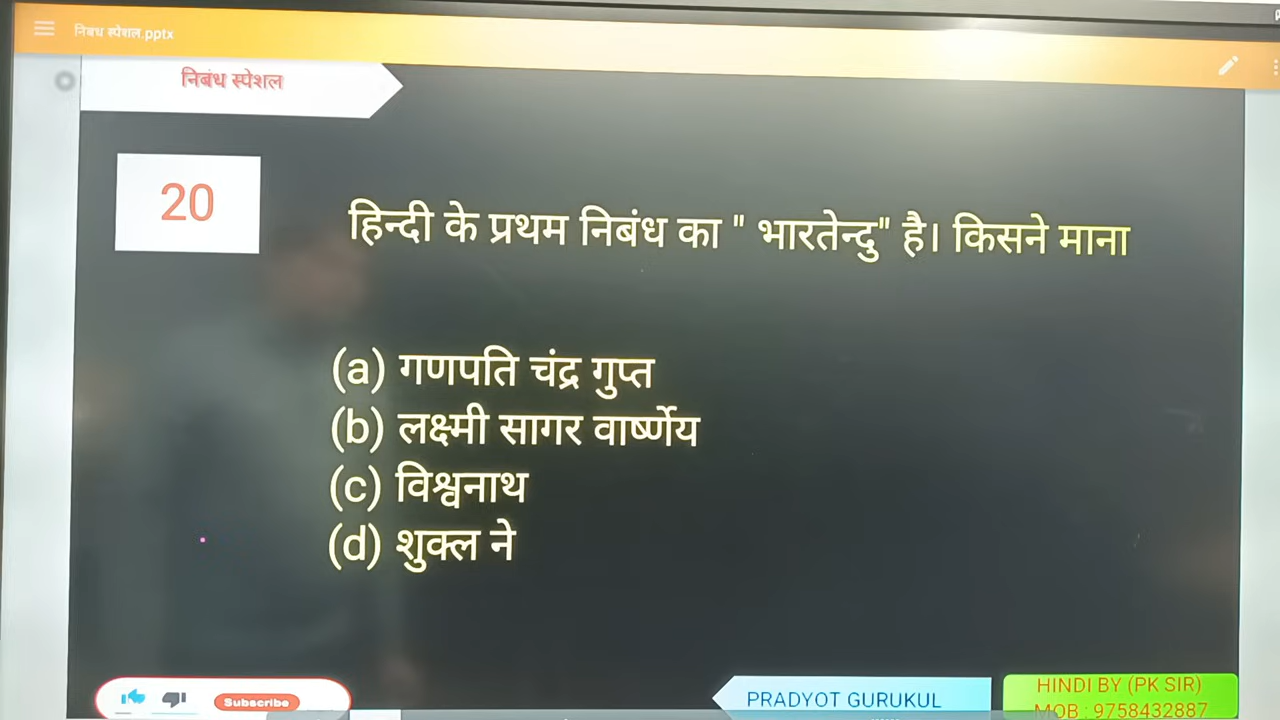 निबंध स्पेशल.pptx
निबंध स्पेशल
20
हिन्दी के प्रथम निबंध का " भारतेन्दु" है। किसने माना
(a) गणपति चंद्र गुप्त
(b) लक्ष्मी सागर वार्ष्णेय
(c) विश्वनाथ
(d) शुक्ल ने
Subscribe
PRADYOT GURUKUL
HINDI BY (PK SIR)
MOB : 9758432887